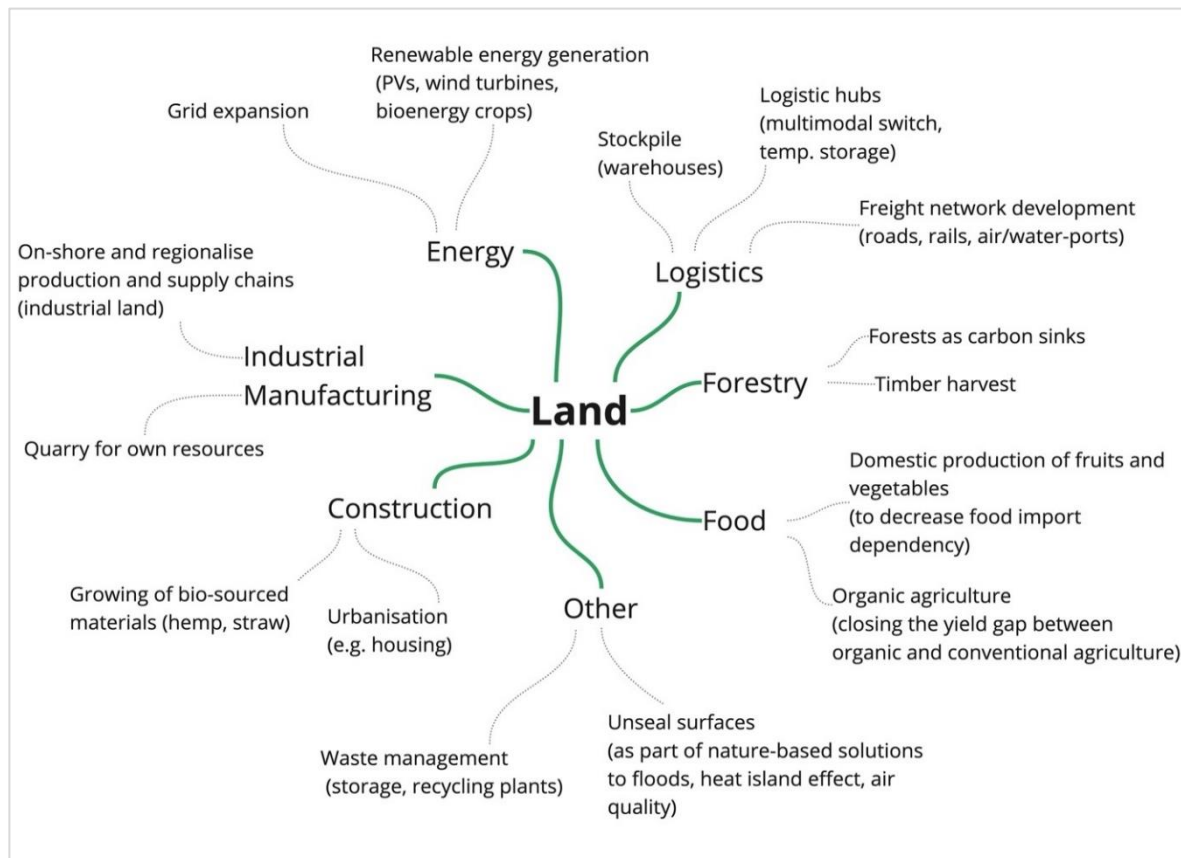 Renewable energy generation
(PVs, wind turbines,
bioenergy crops)
Grid expansion
Energy
Logistic hubs
(multimodal switch,
temp. storage)
Stockpile
(warehouses)
Freight network development
(roads, rails, air/water-ports)
Logistics
On-shore and regionalise
production and supply chains
(industrial land)
Industrial
Manufacturing
Quarry for own resources
Land
Forests as carbon sinks
Forestry
Timber harvest
Domestic production of fruits and
vegetables
(to decrease food import
dependency)
Food
Organic agriculture
(closing the yield gap between
organic and conventional agriculture)
Construction
Growing of bio-sourced
materials (hemp, straw)
Urbanisation
(e.g. housing)
Other
Waste management
(storage, recycling plants)
Unseal surfaces
(as part of nature-based solutions
to floods, heat island effect, air
quality)